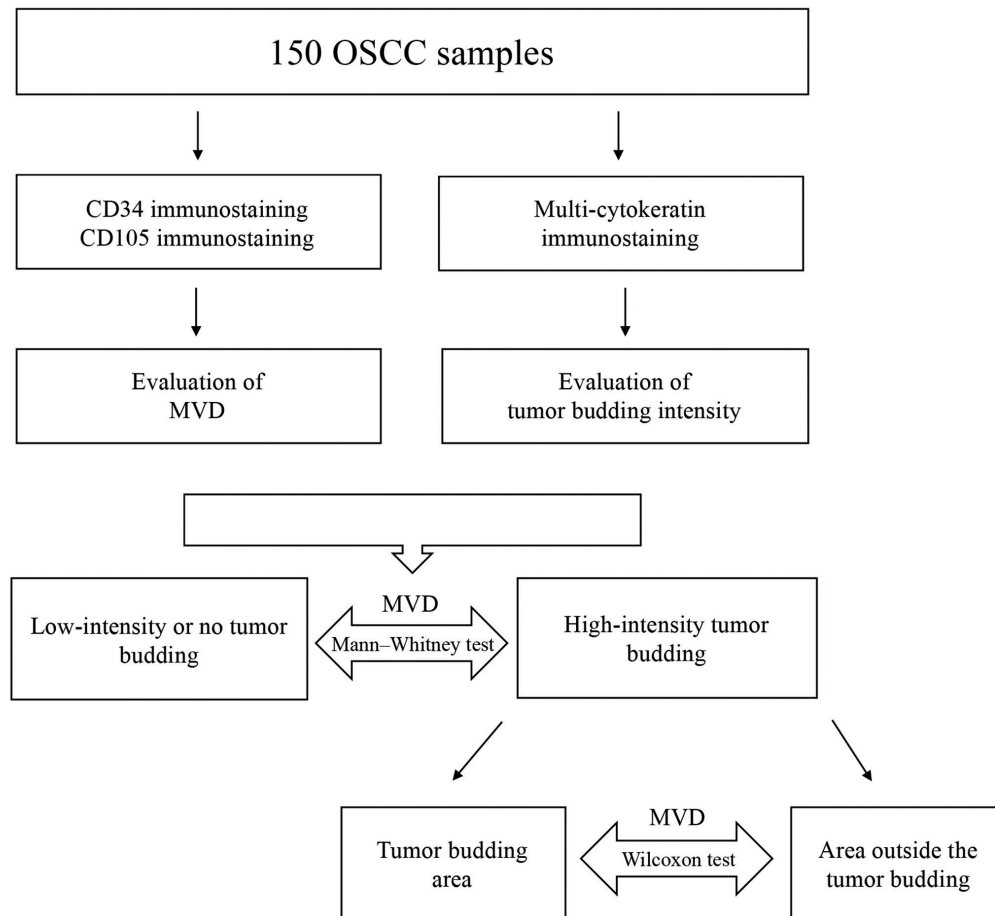 150 OSCC samples
CD34 immunostaining
CD105 immunostaining
Multi-cytokeratin
immunostaining
Evaluation of
MVD
Evaluation of
tumor budding intensity
Low-intensity or no tumor
budding
MVD
Mann–Whitney test
High-intensity tumor
budding
Tumor budding
area
MVD
Wilcoxon test
Area outside the
tumor budding